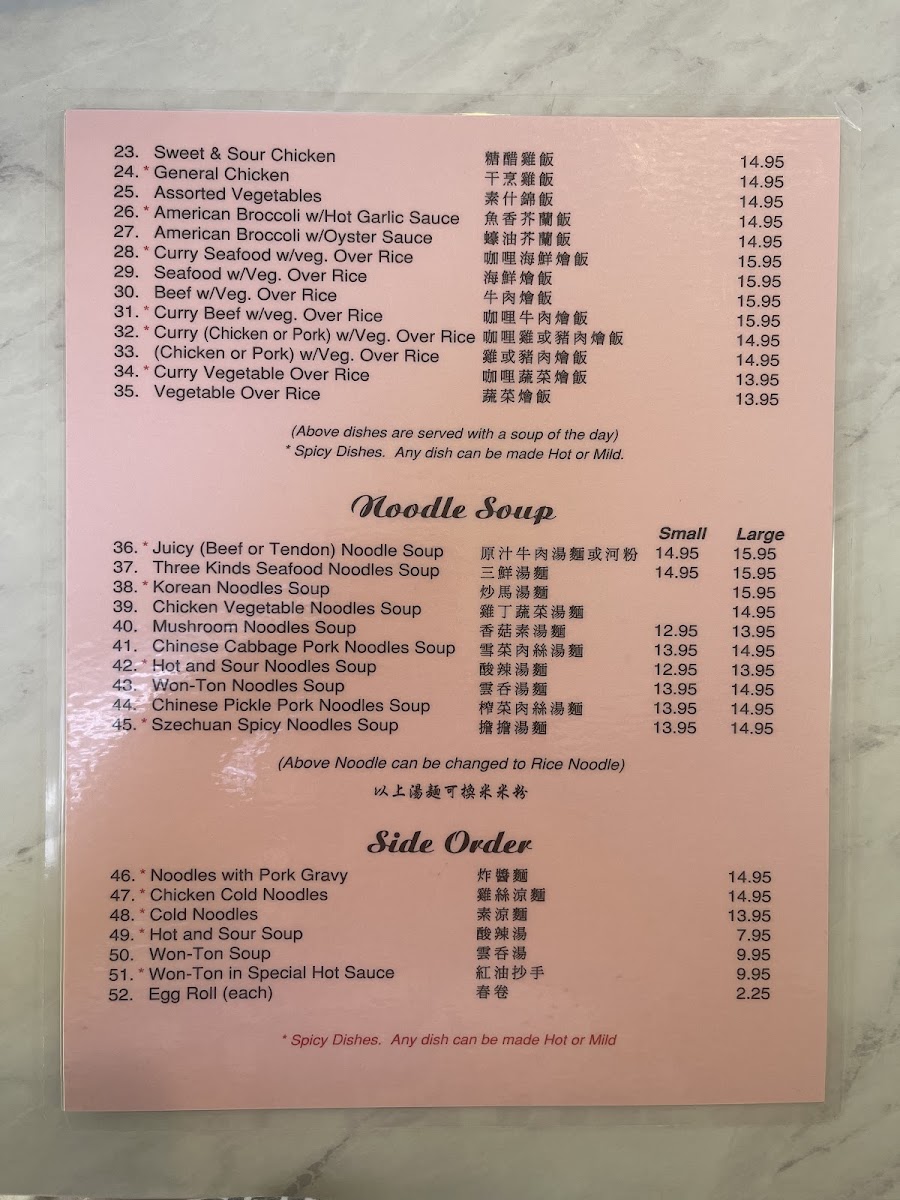 23. Sweet & Sour Chicken 糖醋雞飯 14.95
24. * General Chicken 干烹雞飯 14.95
25. Assorted Vegetables 素什錦飯 14.95
26. * American Broccoli w/Hot Garlic Sauce 魚香芥蘭飯 14.95
27. American Broccoli w/Oyster Sauce 蠔油芥蘭飯 14.95
28. * Curry Seafood w/veg. Over Rice 咖哩海鮮燴飯 15.95
29. Seafood w/Veg. Over Rice 海鮮燴飯 15.95
30. Beef w/Veg. Over Rice 牛肉燴飯 15.95
31. * Curry Beef w/veg. Over Rice 咖哩牛肉燴飯 15.95
32. * Curry (Chicken or Pork) w/Veg. Over Rice 咖哩雞或豬肉燴飯 14.95
33. (Chicken or Pork) w/Veg. Over Rice 雞或豬肉燴飯 14.95
34. * Curry Vegetable Over Rice 咖哩蔬菜燴飯 13.95
35. Vegetable Over Rice 蔬菜燴飯 13.95
(Above dishes are served with a soup of the day)
* Spicy Dishes. Any dish can be made Hot or Mild.
Noodle Soup
Small Large
36. * Juicy (Beef or Tendon) Noodle Soup 原汁牛肉湯麵或河粉 14.95 15.95
37. Three Kinds Seafood Noodles Soup 三鮮湯麵 14.95 15.95
38. * Korean Noodles Soup 炒馬湯麵 15.95
39. Chicken Vegetable Noodles Soup 雞丁蔬菜湯麵 14.95
40. Mushroom Noodles Soup 香菇素湯麵 12.95 13.95
41. Chinese Cabbage Pork Noodles Soup 雪菜肉絲湯麵 13.95 14.95
42. * Hot and Sour Noodles Soup 酸辣湯麵 12.95 13.95
43. Won-Ton Noodles Soup 雲吞湯麵 13.95 14.95
44. Chinese Pickle Pork Noodles Soup 榨菜肉絲湯麵 13.95 14.95
45. * Szechuan Spicy Noodles Soup 擔擔湯麵 13.95 14.95
(Above Noodle can be changed to Rice Noodle)
以上湯麵可換米米粉
Side Order
46. * Noodles with Pork Gravy 炸醬麵 14.95
47. * Chicken Cold Noodles 雞絲涼麵 14.95
48. * Cold Noodles 素涼麵 13.95
49. * Hot and Sour Soup 酸辣湯 7.95
50. Won-Ton Soup 雲吞湯 9.95
51. * Won-Ton in Special Hot Sauce 紅油抄手 9.95
52. Egg Roll (each) 春卷 2.25
* Spicy Dishes. Any dish can be made Hot or Mild